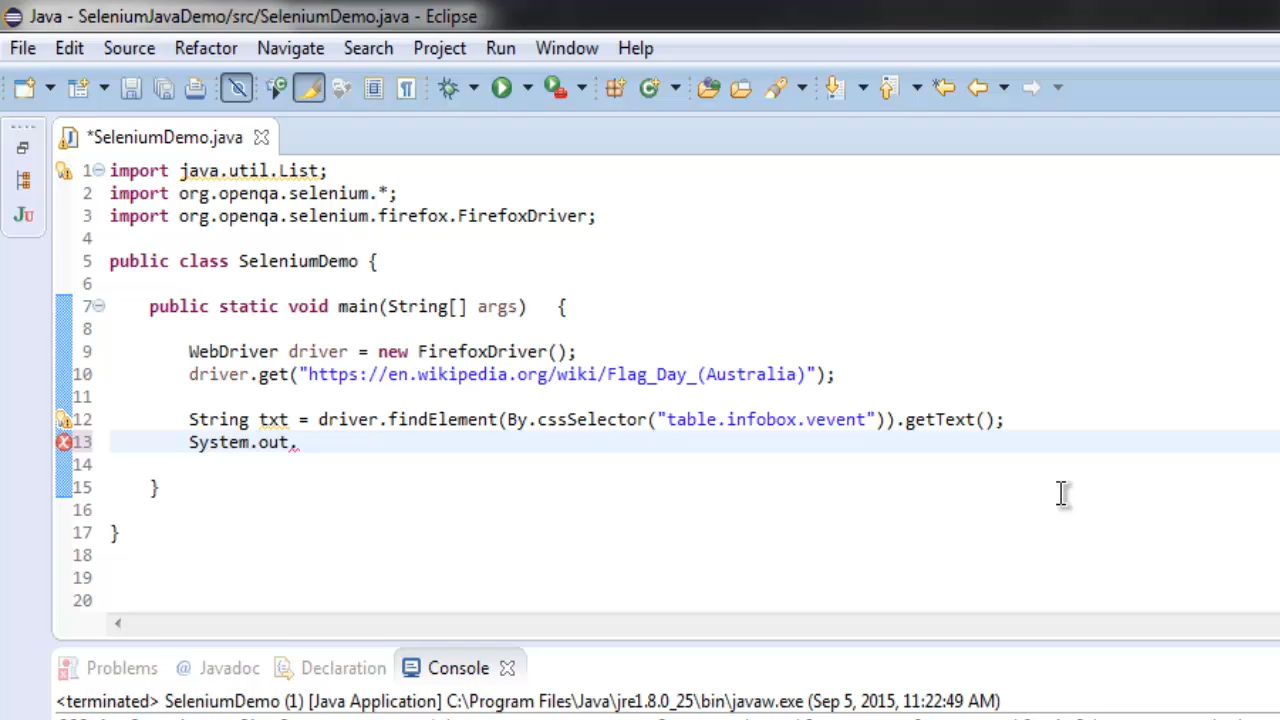 Java - SeleniumJavaDemo/src/SeleniumDemo.java - Eclipse
File Edit Source Refactor Navigate Search Project Run Window Help
*SeleniumDemo.java
1 import java.util.List;
2 import org.openqa.selenium.*;
3 import org.openqa.selenium.firefox.FirefoxDriver;
4
5 public class SeleniumDemo {
6
7 public static void main(String[] args) {
8
9 WebDriver driver = new FirefoxDriver();
10 driver.get("https://en.wikipedia.org/wiki/Flag_Day_(Australia)");
11
12 String txt = driver.findElement(By.cssSelector("table.infobox.vevent")).getText();
13 System.out,
14
15 }
16
17 }
18
19
20
Problems @ Javadoc Declaration Console
<terminated> SeleniumDemo (1) [Java Application] C:\Program Files\Java\jre1.8.0_25\bin\javaw.exe (Sep 5, 2015, 11:22:49 AM)